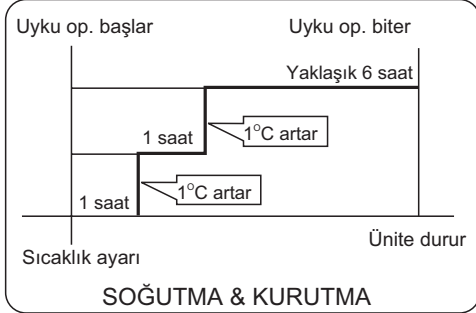 Uyku op. başlar
Uyku op. biter
Yaklaşık 6 saat
1 saat
1°C artar
1 saat
1°C artar
Sıcaklık ayarı
Ünite durur
SOĞUTMA & KURUTMA